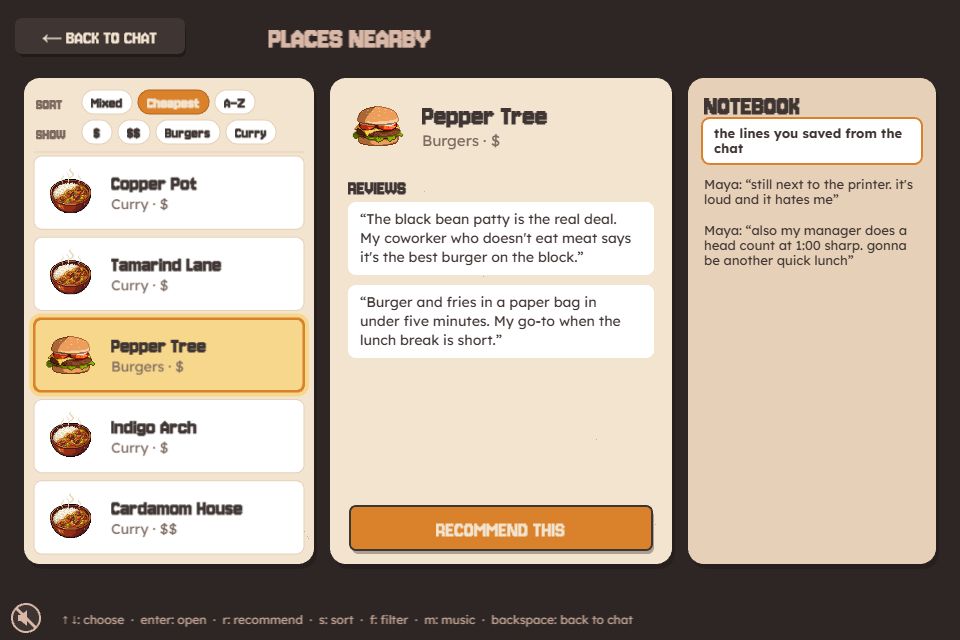 ← BACK TO CHAT
PLACES NEARBY
SORT
Mixed
Cheapest
A-Z
SHOW
$
$$
Burgers
Curry
Copper Pot
Curry · $
Tamarind Lane
Curry · $
Pepper Tree
Burgers · $
Indigo Arch
Curry · $
Cardamom House
Curry · $$
Pepper Tree
Burgers · $
REVIEWS
“The black bean patty is the real deal.
My coworker who doesn't eat meat says
it's the best burger on the block.”
“Burger and fries in a paper bag in
under five minutes. My go-to when the
lunch break is short.”
RECOMMEND THIS
NOTEBOOK
the lines you saved from the
chat
Maya: “still next to the printer. it's
loud and it hates me”
Maya: “also my manager does a
head count at 1:00 sharp. gonna
be another quick lunch”
↑ ↓: choose · enter: open · r: recommend · s: sort · f: filter · m: music · backspace: back to chat